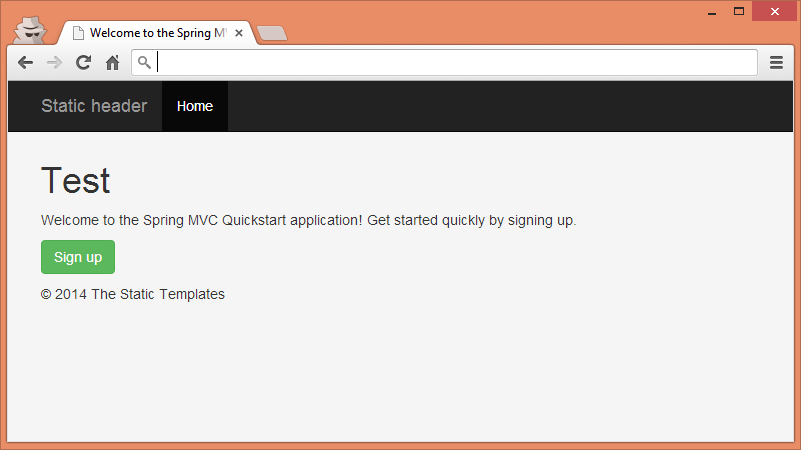 Welcome to the Spring MV
Static header
Home
Test
Welcome to the Spring MVC Quickstart application! Get started quickly by signing up.
Sign up
© 2014 The Static Templates